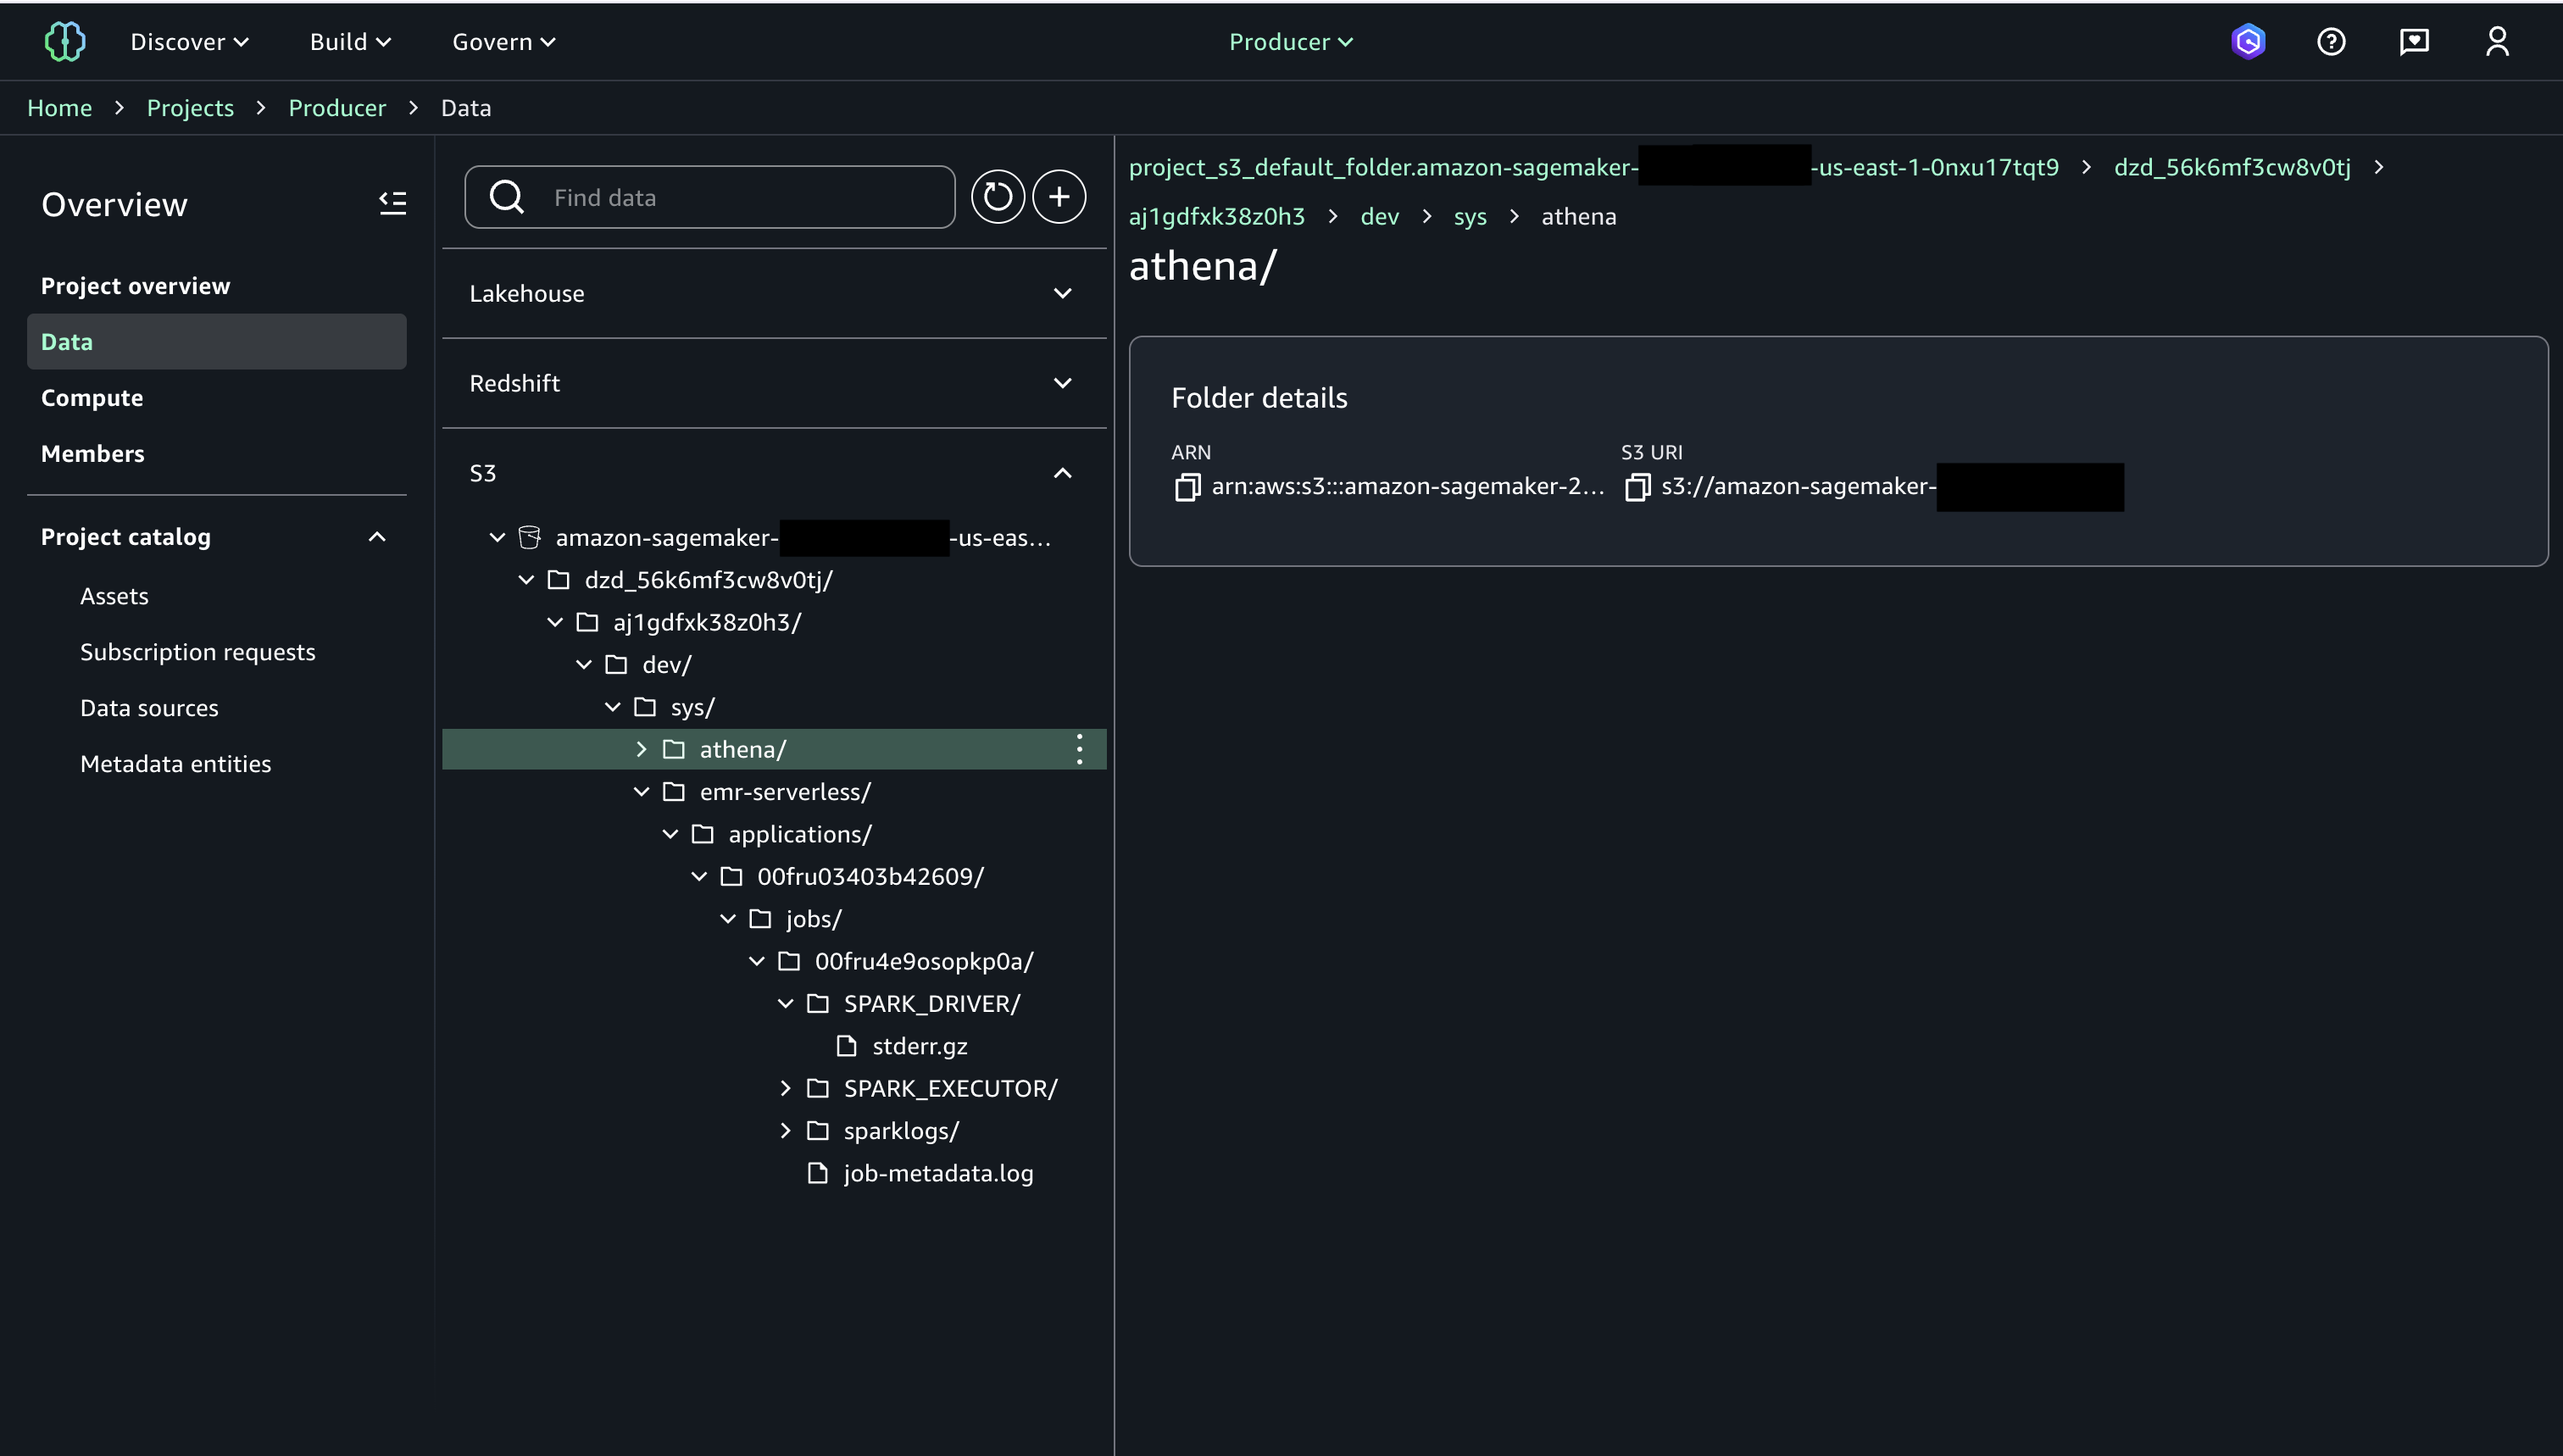 Discover Build Govern Producer
Home > Projects > Producer > Data
Overview
Project overview
Data
Compute
Members
Project catalog
Assets
Subscription requests
Data sources
Metadata entities
Find data
Lakehouse
Redshift
S3
amazon-sagemaker- -us-eas...
dzd_56k6mf3cw8v0tj/
aj1gdfxk38z0h3/
dev/
sys/
athena/
emr-serverless/
applications/
00fru03403b42609/
jobs/
00fru4e9osopkp0a/
SPARK_DRIVER/
stderr.gz
SPARK_EXECUTOR/
sparklogs/
job-metadata.log
project_s3_default_folder.amazon-sagemaker- -us-east-1-0nxu17tqt9 > dzd_56k6mf3cw8v0tj >
aj1gdfxk38z0h3 > dev > sys > athena
athena/
Folder details
ARN
arn:aws:s3:::amazon-sagemaker-2...
S3 URI
s3://amazon-sagemaker-